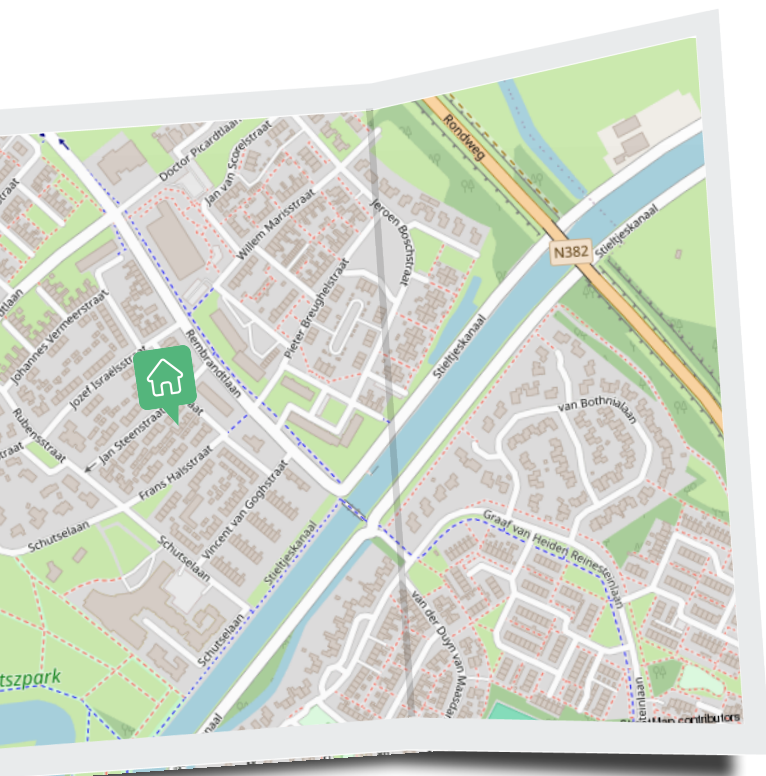 Rondweg
Doctor Picardtlaan
Jan van Scorelstraat
Willem Marisstraat
Jeroen Boschstraat
N382
Stieltjeskanaal
Pieter Breughelstraat
Johannes Vermeerstraat
Stieltjeskanaal
Rembrandtlaan
Jozef Israëlsstraat
van Bothnialaan
Rubensstraat
Jan Steenstraat
Frans Halsstraat
Vincent van Goghstraat
Graaf van Heiden Reinesteinlaan
Schutselaan
Schutselaan
Stieltjeskanaal
van der Duyn van Maasdam
Schutselaan
tszpark
contributors